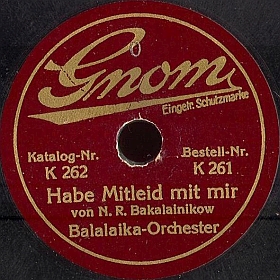 Gnom
Eingetr. Schutzmarke
Katalog-Nr. Bestell-Nr.
K 262 K 261
Habe Mitleid mit mir
von N. R. Bakalainikow
Balalaika-Orchester